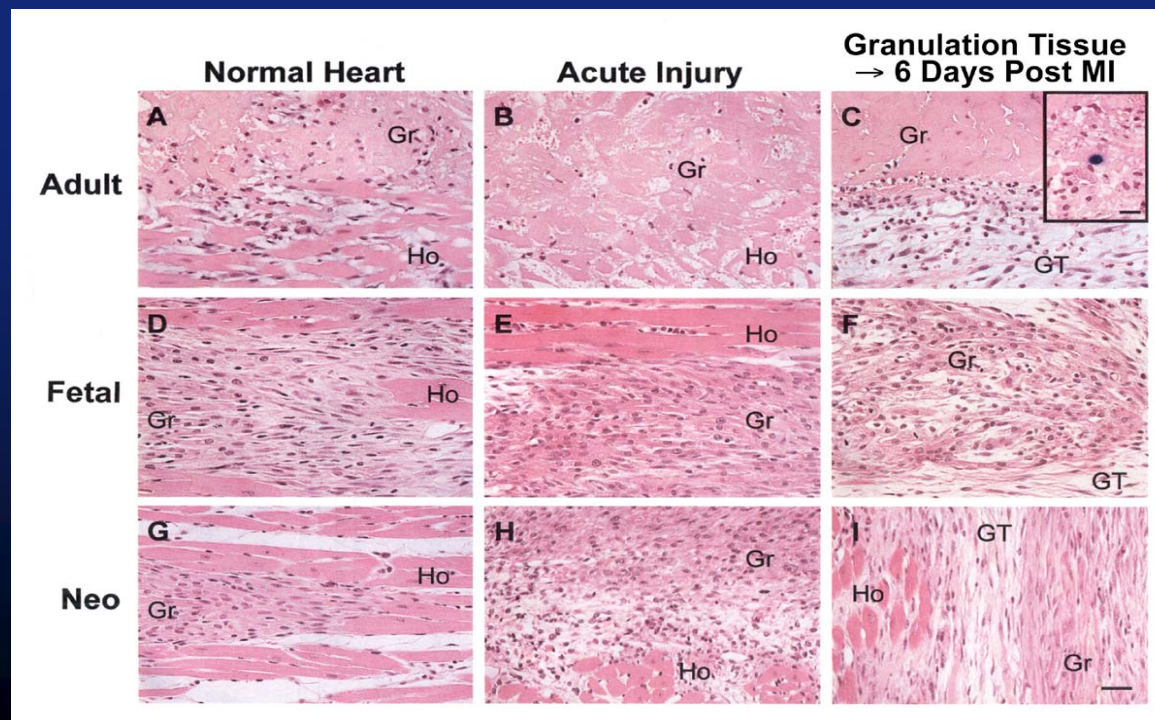 Normal Heart
Acute Injury
Granulation Tissue
→ 6 Days Post MI
Adult
A
Gr
Ho
B
Gr
Ho
C
Gr
GT
Fetal
D
Ho
Gr
E
Ho
Gr
F
Gr
GT
Neo
G
Ho
Gr
H
Gr
Ho
I
GT
Ho
Gr